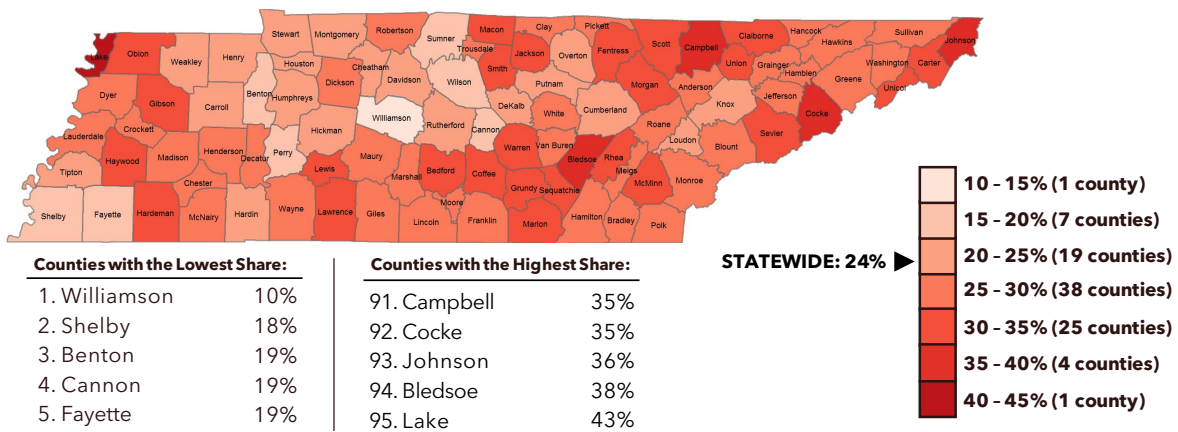 Stewart
Montgomery
Robertson
Sumner
Macon
Clay
Pickett
Trousdale
Lake
Obion
Weakley
Henry
Houston
Cheatham
Davidson
Wilson
Smith
Jackson
Overton
Fentress
Scott
Campbell
Claiborne
Hancock
Hawkins
Sullivan
Johnson
Union
Grainger
Hamblen
Greene
Washington
Carter
Unicoi
Dyer
Gibson
Carroll
Benton
Humphreys
Dickson
Williamson
Rutherford
Cannon
DeKalb
Putnam
White
Cumberland
Morgan
Anderson
Knox
Jefferson
Cocke
Sevier
Lauderdale
Crockett
Haywood
Madison
Henderson
Decatur
Perry
Hickman
Lewis
Maury
Marshall
Bedford
Coffee
Warren
Van Buren
Bledsoe
Rhea
Roane
Loudon
Blount
Meigs
McMinn
Monroe
Tipton
Chester
Shelby
Fayette
Hardeman
McNairy
Hardin
Wayne
Lawrence
Giles
Lincoln
Moore
Franklin
Grundy
Sequatchie
Marion
Hamilton
Bradley
Polk
Counties with the Lowest Share:
1. Williamson 10%
2. Shelby 18%
3. Benton 19%
4. Cannon 19%
5. Fayette 19%
Counties with the Highest Share:
91. Campbell 35%
92. Cocke 35%
93. Johnson 36%
94. Bledsoe 38%
95. Lake 43%
STATEWIDE: 24%
10 – 15% (1 county)
15 – 20% (7 counties)
20 – 25% (19 counties)
25 – 30% (38 counties)
30 – 35% (25 counties)
35 – 40% (4 counties)
40 – 45% (1 county)